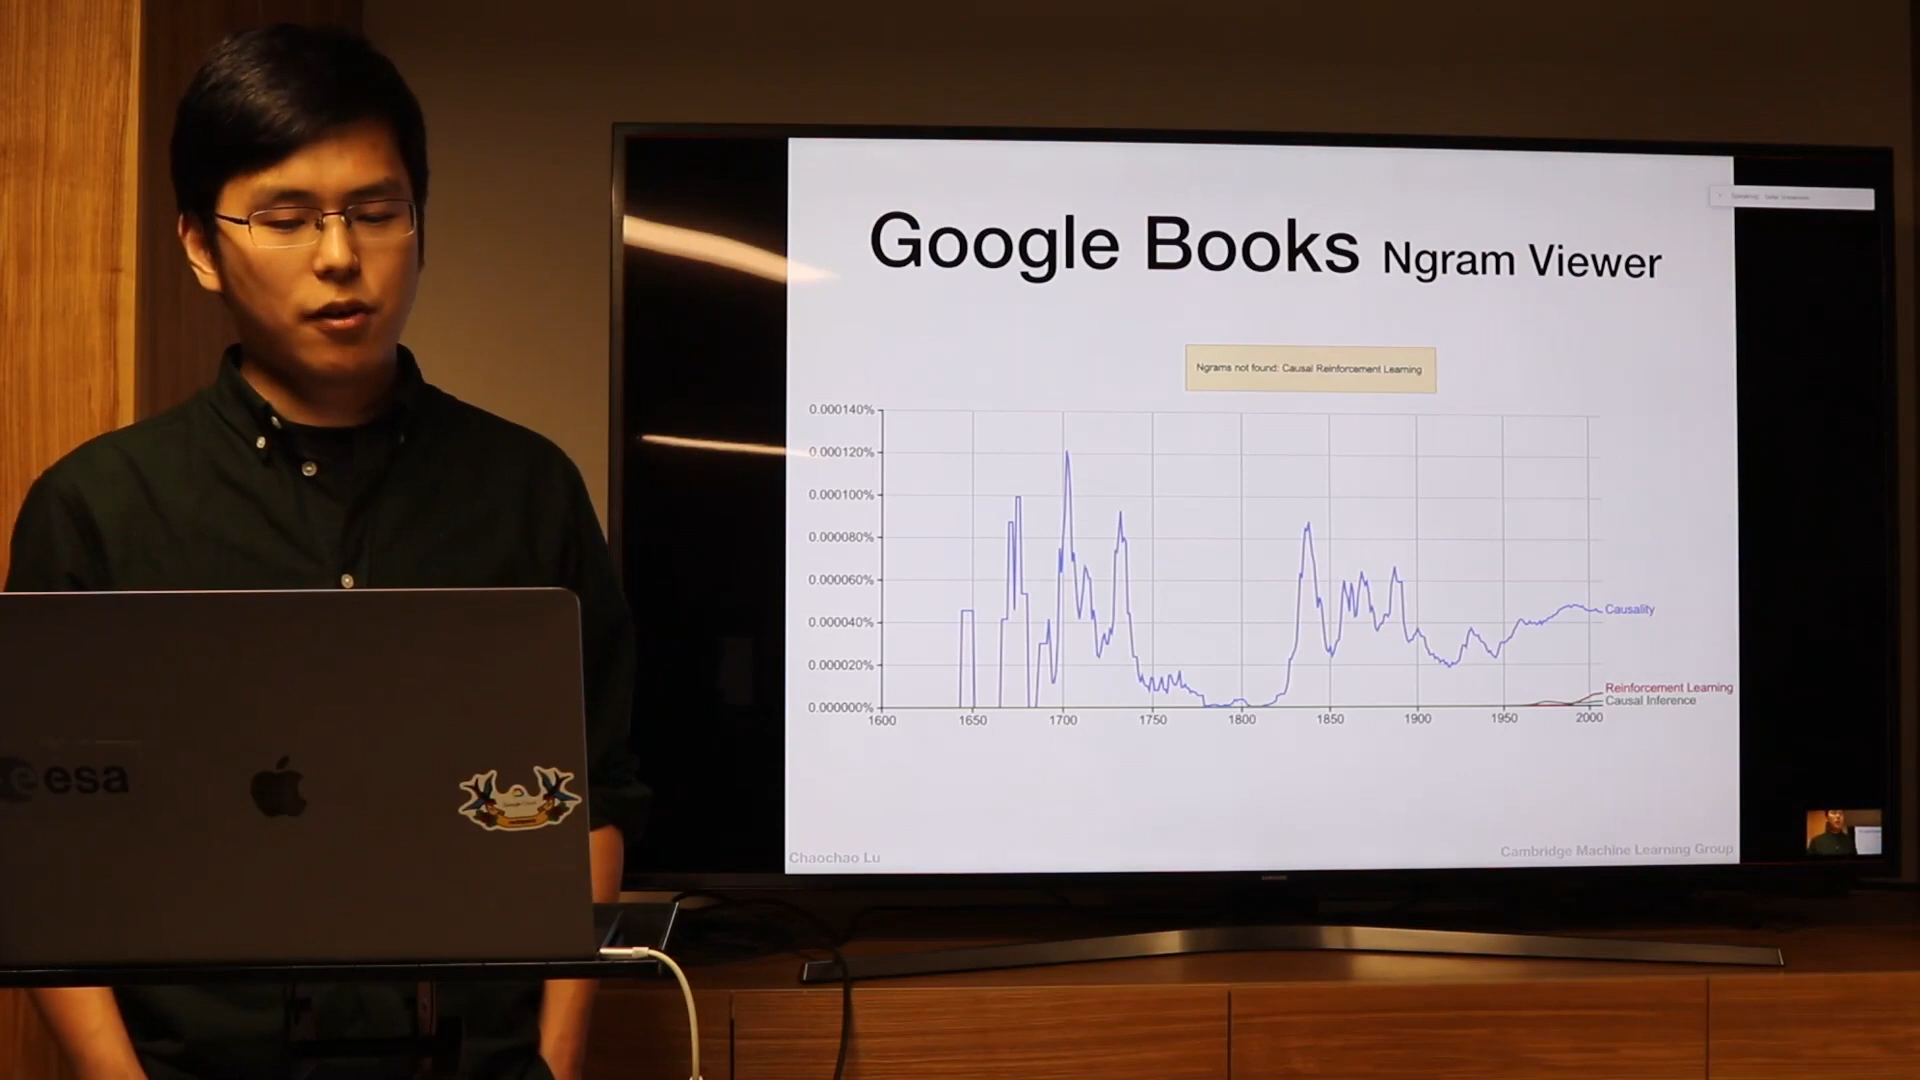 Google Books Ngram Viewer
Ngrams not found: Causal Reinforcement Learning
0.000140%
0.000120%
0.000100%
0.000080%
0.000060%
0.000040%
0.000020%
0.000000%
Causality
Reinforcement Learning
Causal Inference
1600 1650 1700 1750 1800 1850 1900 1950 2000
Chaochao Lu
Cambridge Machine Learning Group
SAMSUNG
esa